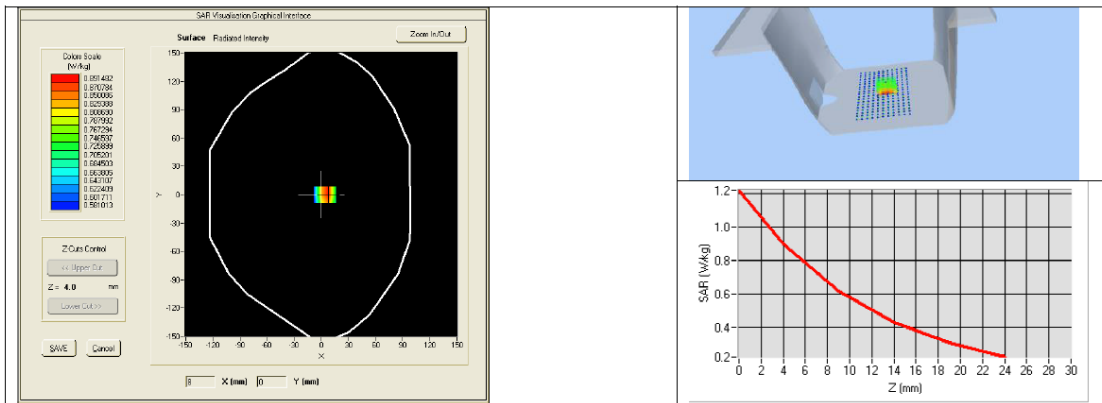 SAR Visualisation Graphical Interface
Surface Radiated Intensity
Zoom In/Out
Colors Scale
(W/kg)
0.891482
0.870784
0.850086
0.829388
0.808690
0.787992
0.767294
0.746597
0.725899
0.705201
0.684503
0.663805
0.643107
0.622409
0.601711
0.581013
Z Cuts Control
<< Upper Cut
Z = 4.0 mm
Lower Cut >>
SAVE Cancel
150
120
90
60
30
0
-30
-60
-90
-120
-150
Y
-150 -120 -90 -60 -30 0 30 60 90 120 150
X
8 X (mm) 0 Y (mm)
1.2
1.0
0.8
0.6
0.4
0.2
SAR (W/kg)
0 2 4 6 8 10 12 14 16 18 20 22 24 26 28 30
Z (mm)